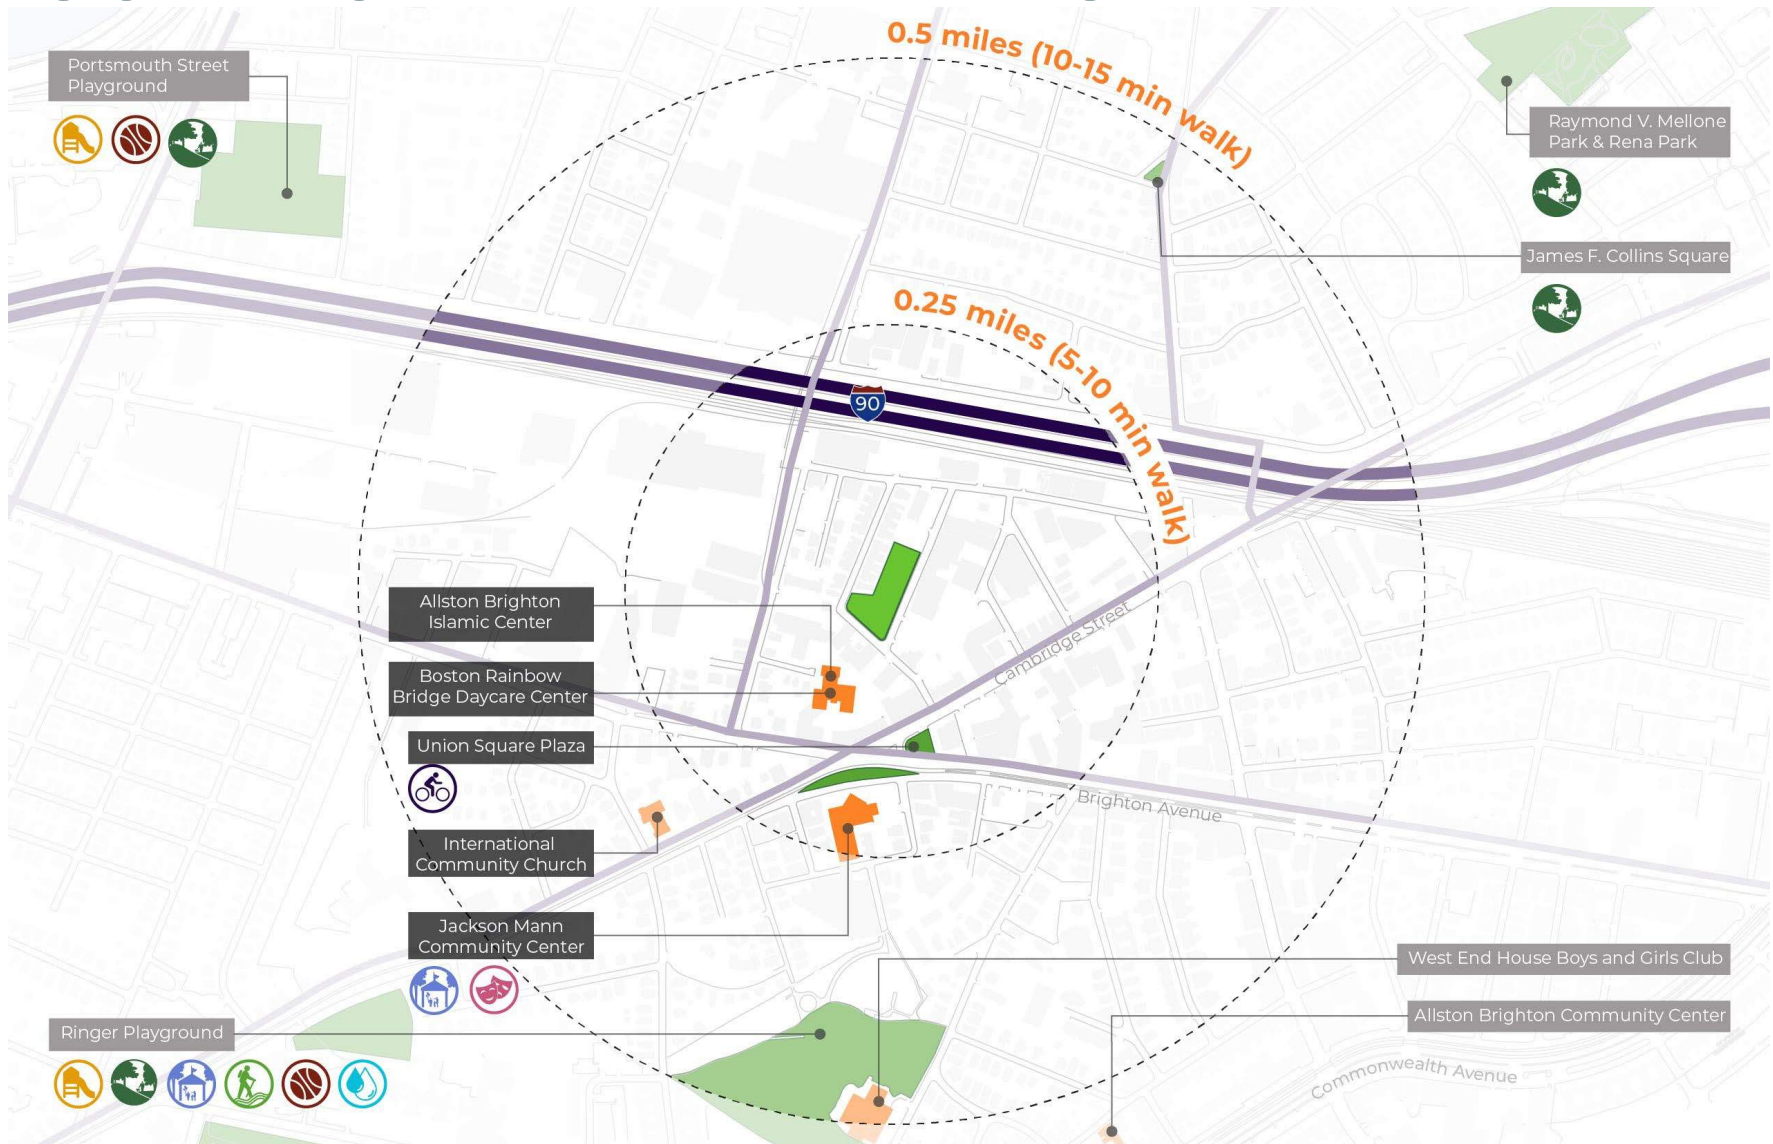 0.5 miles (10-15 min walk)
Portsmouth Street
Playground
Raymond V. Mellone
Park & Rena Park
James F. Collins Square
0.25 miles (5-10 min walk)
90
Allston Brighton
Islamic Center
Boston Rainbow
Bridge Daycare Center
Cambridge Street
Union Square Plaza
Brighton Avenue
International
Community Church
Jackson Mann
Community Center
West End House Boys and Girls Club
Allston Brighton Community Center
Ringer Playground
Commonwealth Avenue